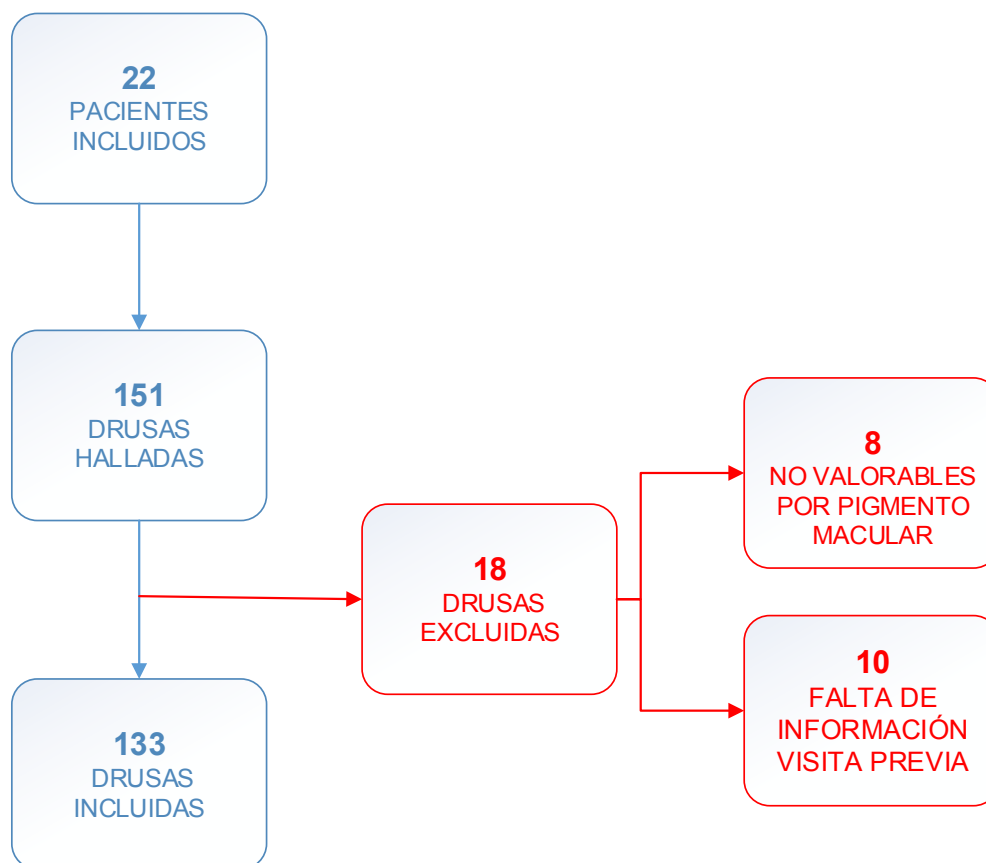 22
PACIENTES
INCLUIDOS
151
DRUSAS
HALLADAS
18
DRUSAS
EXCLUIDAS
8
NO VALORABLES
POR PIGMENTO
MACULAR
10
FALTA DE
INFORMACIÓN
VISITA PREVIA
133
DRUSAS
INCLUIDAS